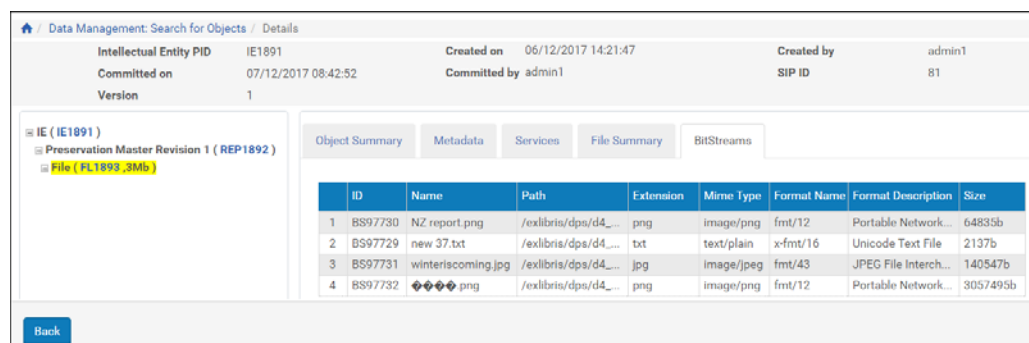 / Data Management: Search for Objects / Details
Intellectual Entity PID IE1891 Created on 06/12/2017 14:21:47 Created by admin1
Committed on 07/12/2017 08:42:52 Committed by admin1 SIP ID 81
Version 1
IE ( IE1891 )
Preservation Master Revision 1 ( REP1892 )
File ( FL1893 ,3Mb )
Object Summary Metadata Services File Summary BitStreams
ID Name Path Extension Mime Type Format Name Format Description Size
1 BS97730 NZ report.png /exlibris/dps/d4_... png image/png fmt/12 Portable Network... 64835b
2 BS97729 new 37.txt /exlibris/dps/d4_... txt text/plain x-fmt/16 Unicode Text File 2137b
3 BS97731 winteriscoming.jpg /exlibris/dps/d4_... jpg image/jpeg fmt/43 JPEG File Interch... 140547b
4 BS97732 ����.png /exlibris/dps/d4_... png image/png fmt/12 Portable Network... 3057495b
Back